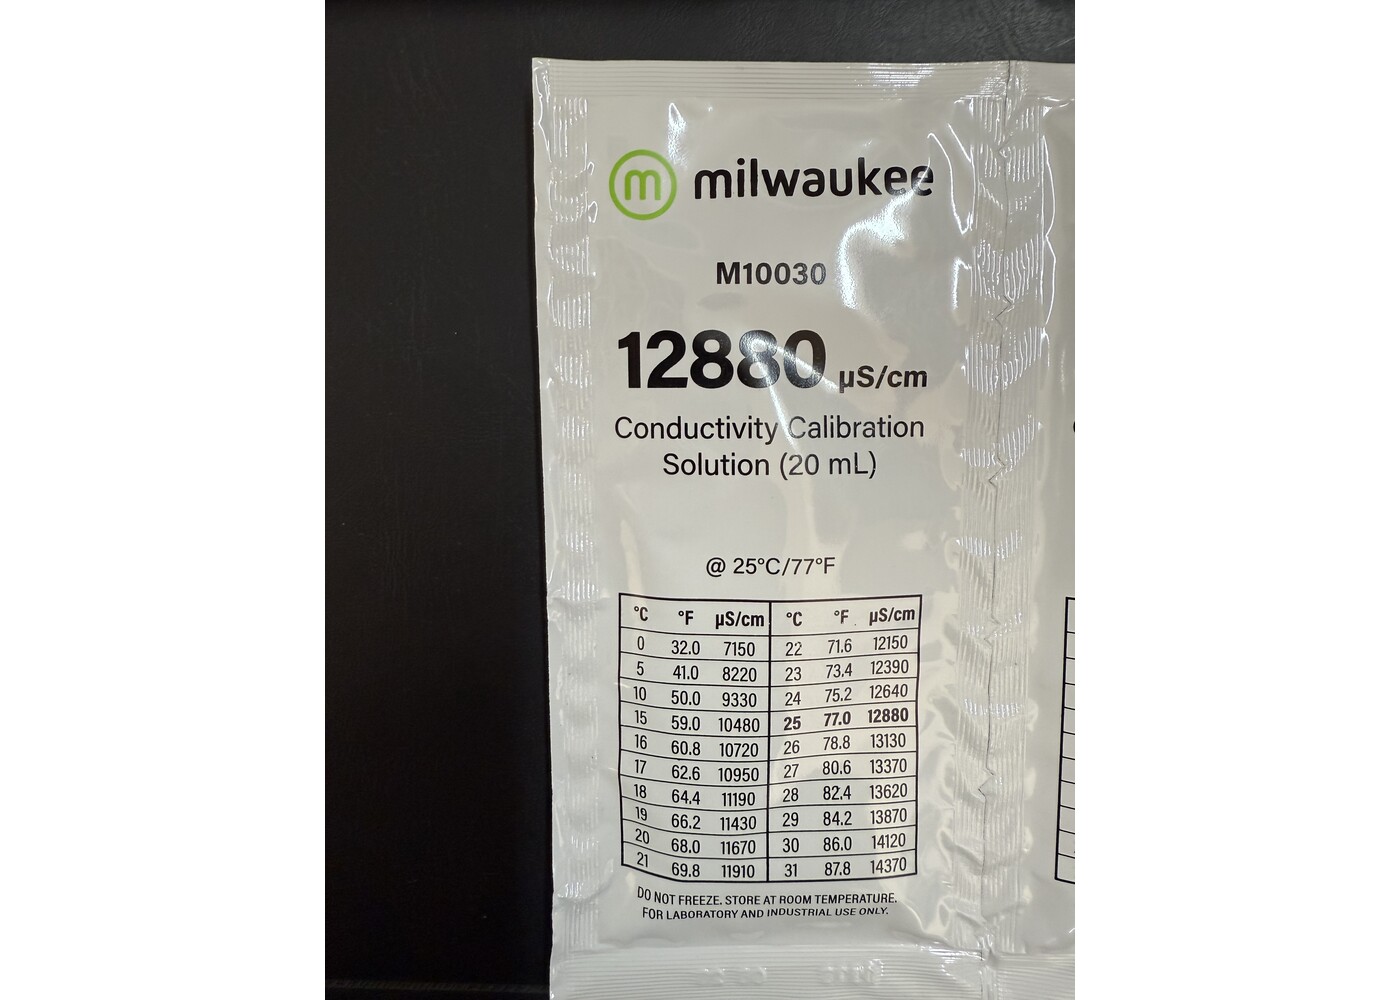 m milwaukee
M10030
12880 µS/cm
Conductivity Calibration
Solution (20 mL)
@ 25°C/77°F
°C °F µS/cm °C °F µS/cm
0 32.0 7150 22 71.6 12150
5 41.0 8220 23 73.4 12390
10 50.0 9330 24 75.2 12640
15 59.0 10480 25 77.0 12880
16 60.8 10720 26 78.8 13130
17 62.6 10950 27 80.6 13370
18 64.4 11190 28 82.4 13620
19 66.2 11430 29 84.2 13870
20 68.0 11670 30 86.0 14120
21 69.8 11910 31 87.8 14370
DO NOT FREEZE. STORE AT ROOM TEMPERATURE.
FOR LABORATORY AND INDUSTRIAL USE ONLY.